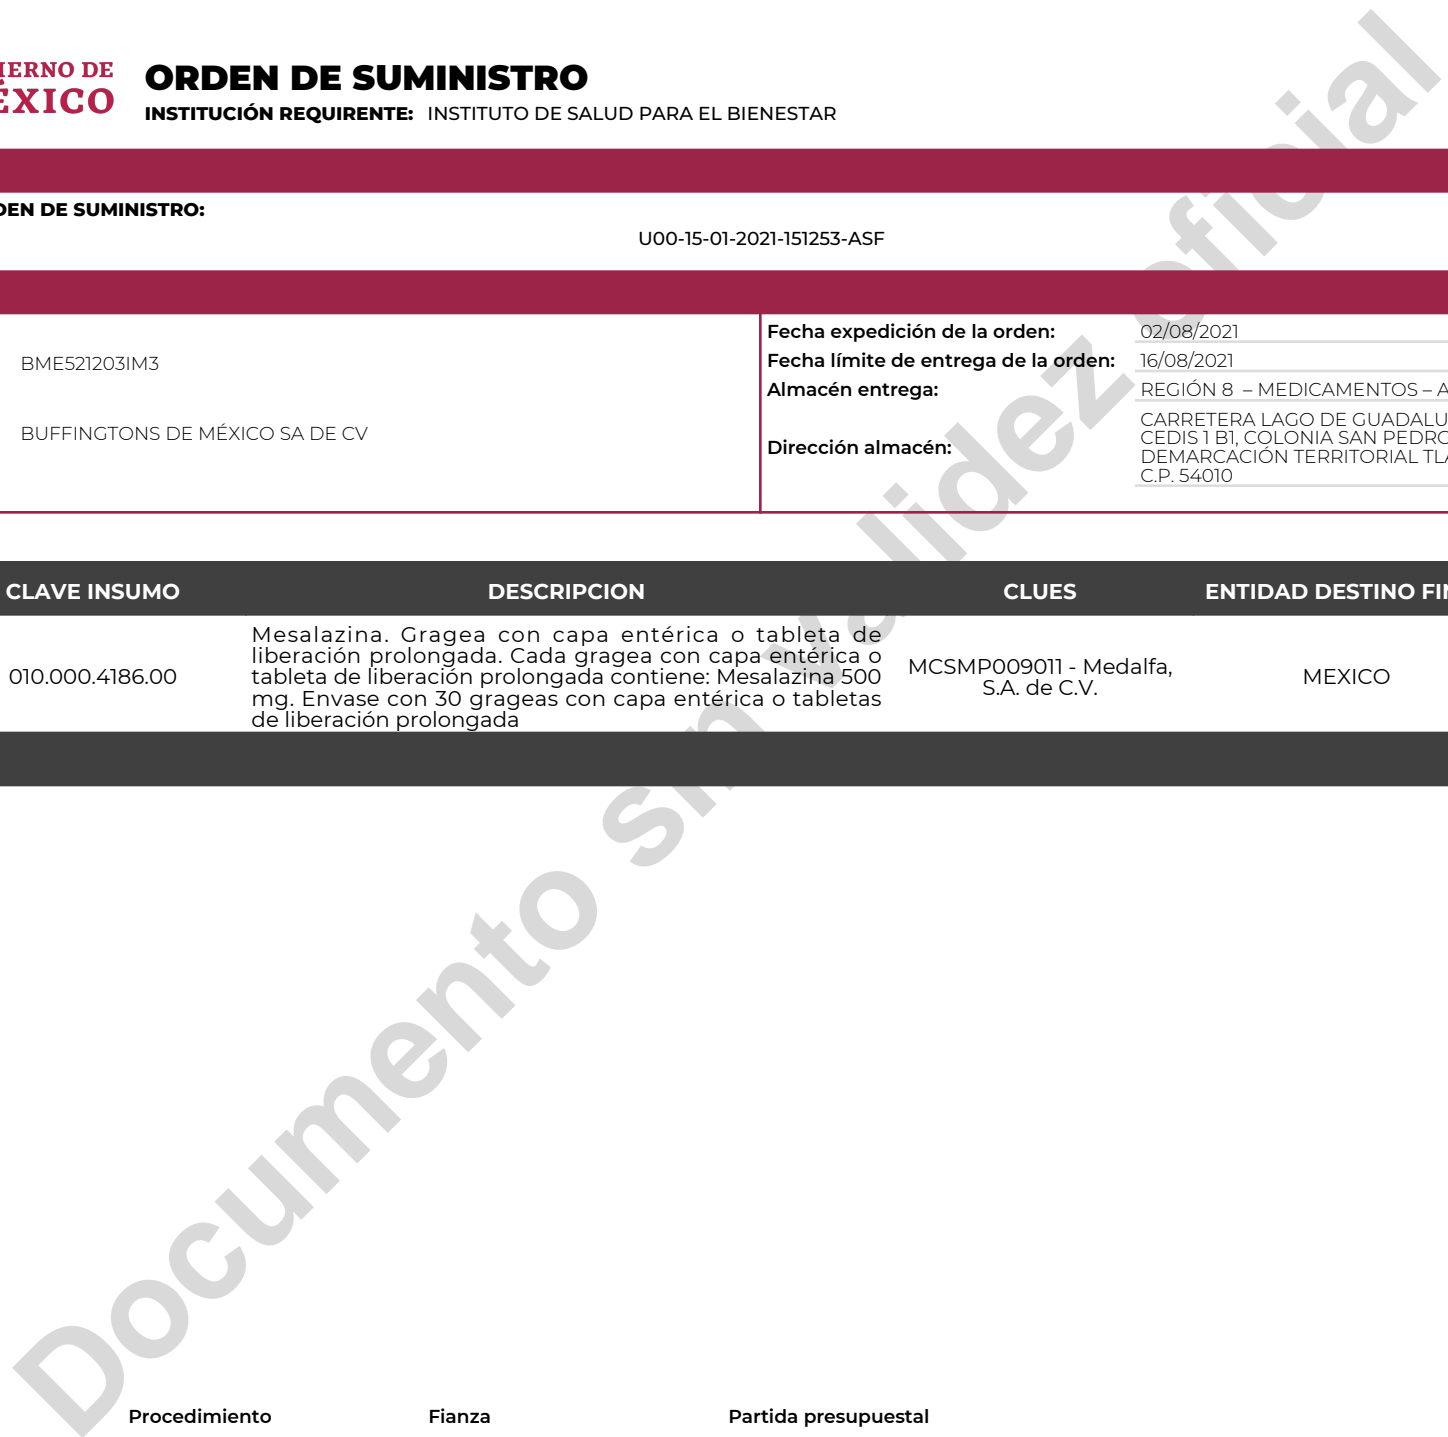 IERNO DE
ÉXICO
ORDEN DE SUMINISTRO
INSTITUCIÓN REQUIRENTE: INSTITUTO DE SALUD PARA EL BIENESTAR
DEN DE SUMINISTRO:
U00-15-01-2021-151253-ASF
BME521203IM3
BUFFINGTONS DE MÉXICO SA DE CV
Fecha expedición de la orden: 02/08/2021
Fecha límite de entrega de la orden: 16/08/2021
Almacén entrega: REGIÓN 8 – MEDICAMENTOS – A
Dirección almacén:
CARRETERA LAGO DE GUADALU
CEDIS 1 B1, COLONIA SAN PEDRO
DEMARCACIÓN TERRITORIAL TLA
C.P. 54010
CLAVE INSUMO DESCRIPCION CLUES ENTIDAD DESTINO FIN
010.000.4186.00
Mesalazina. Gragea con capa entérica o tableta de
liberación prolongada. Cada gragea con capa entérica o
tableta de liberación prolongada contiene: Mesalazina 500
mg. Envase con 30 grageas con capa entérica o tabletas
de liberación prolongada
MCSMP009011 - Medalfa,
S.A. de C.V.
MEXICO
Documento sin validez oficial
Procedimiento Fianza Partida presupuestal